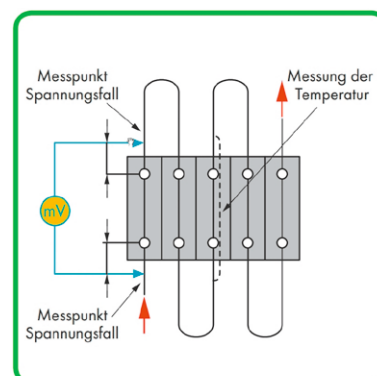 Messpunkt
Spannungsfall
Messung der
Temperatur
mV
Messpunkt
Spannungsfall